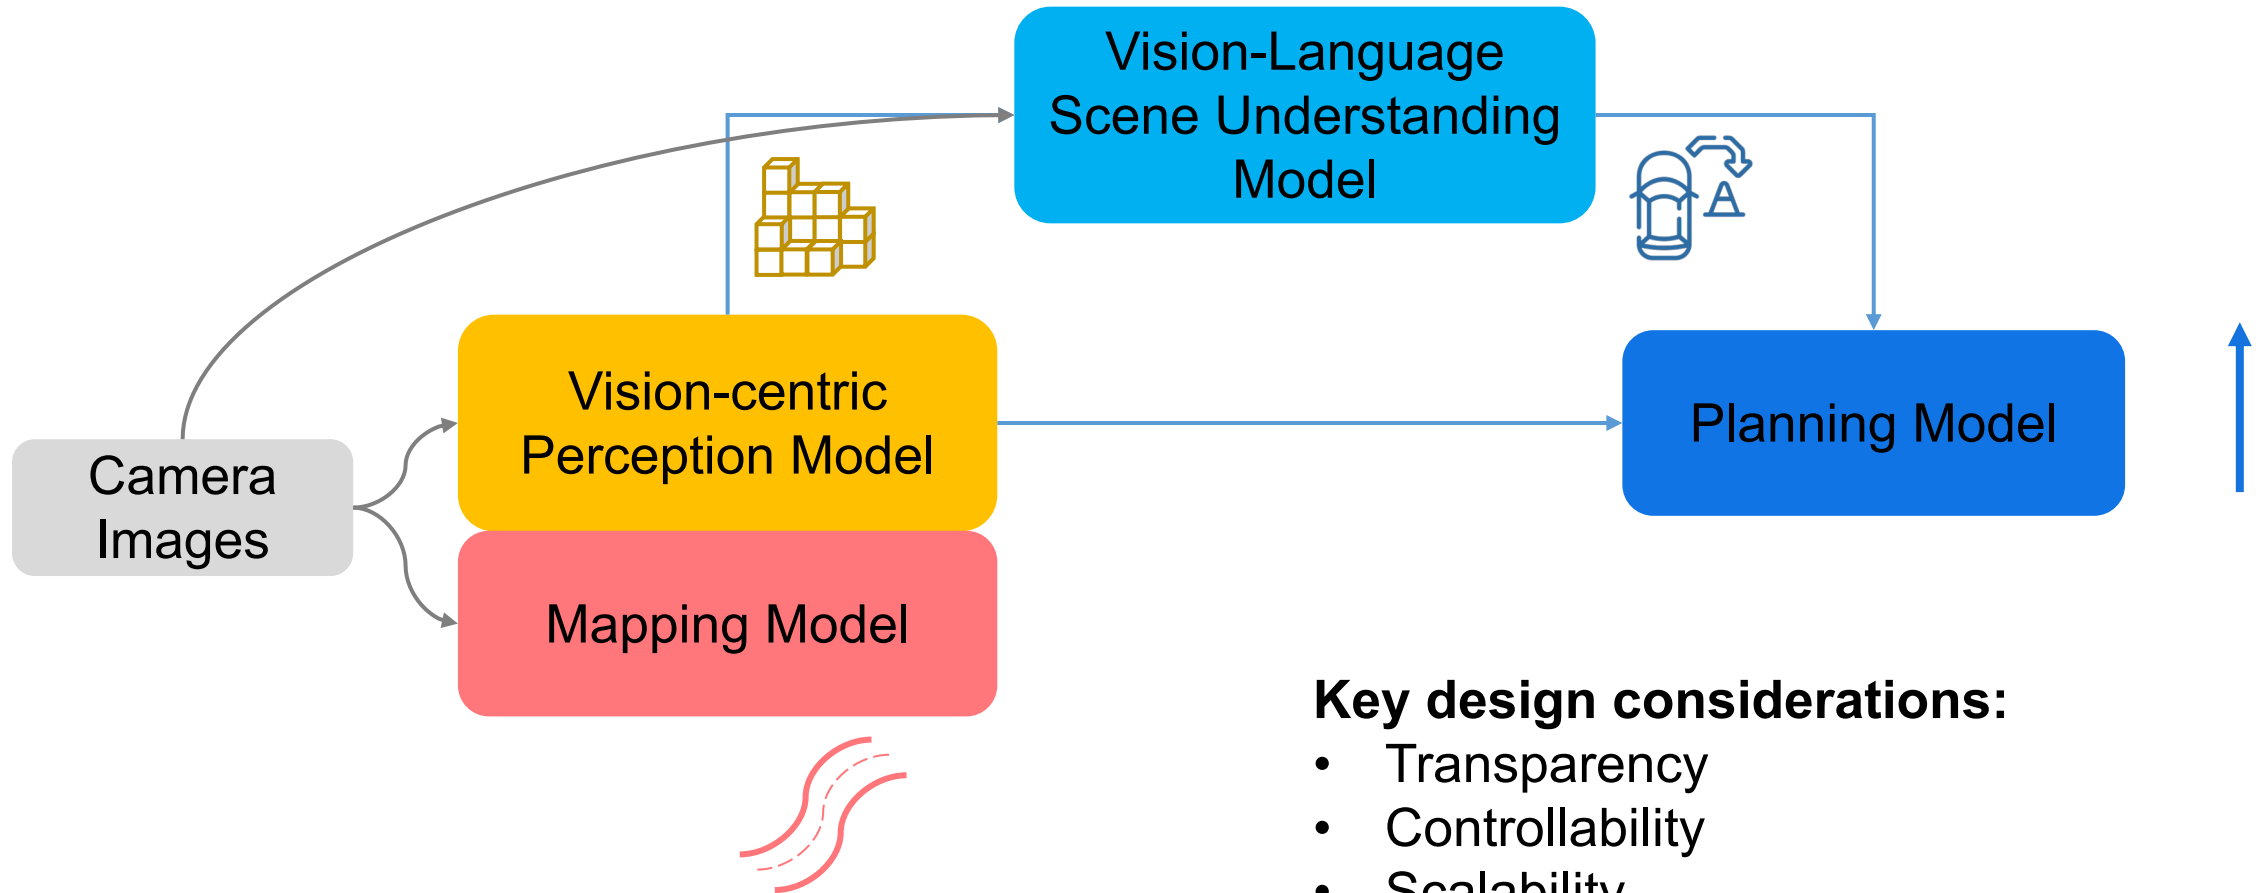 Vision-Language
Scene Understanding
Model
Vision-centric
Perception Model
Planning Model
Camera
Images
Mapping Model
Key design considerations:
• Transparency
• Controllability
• Scalability